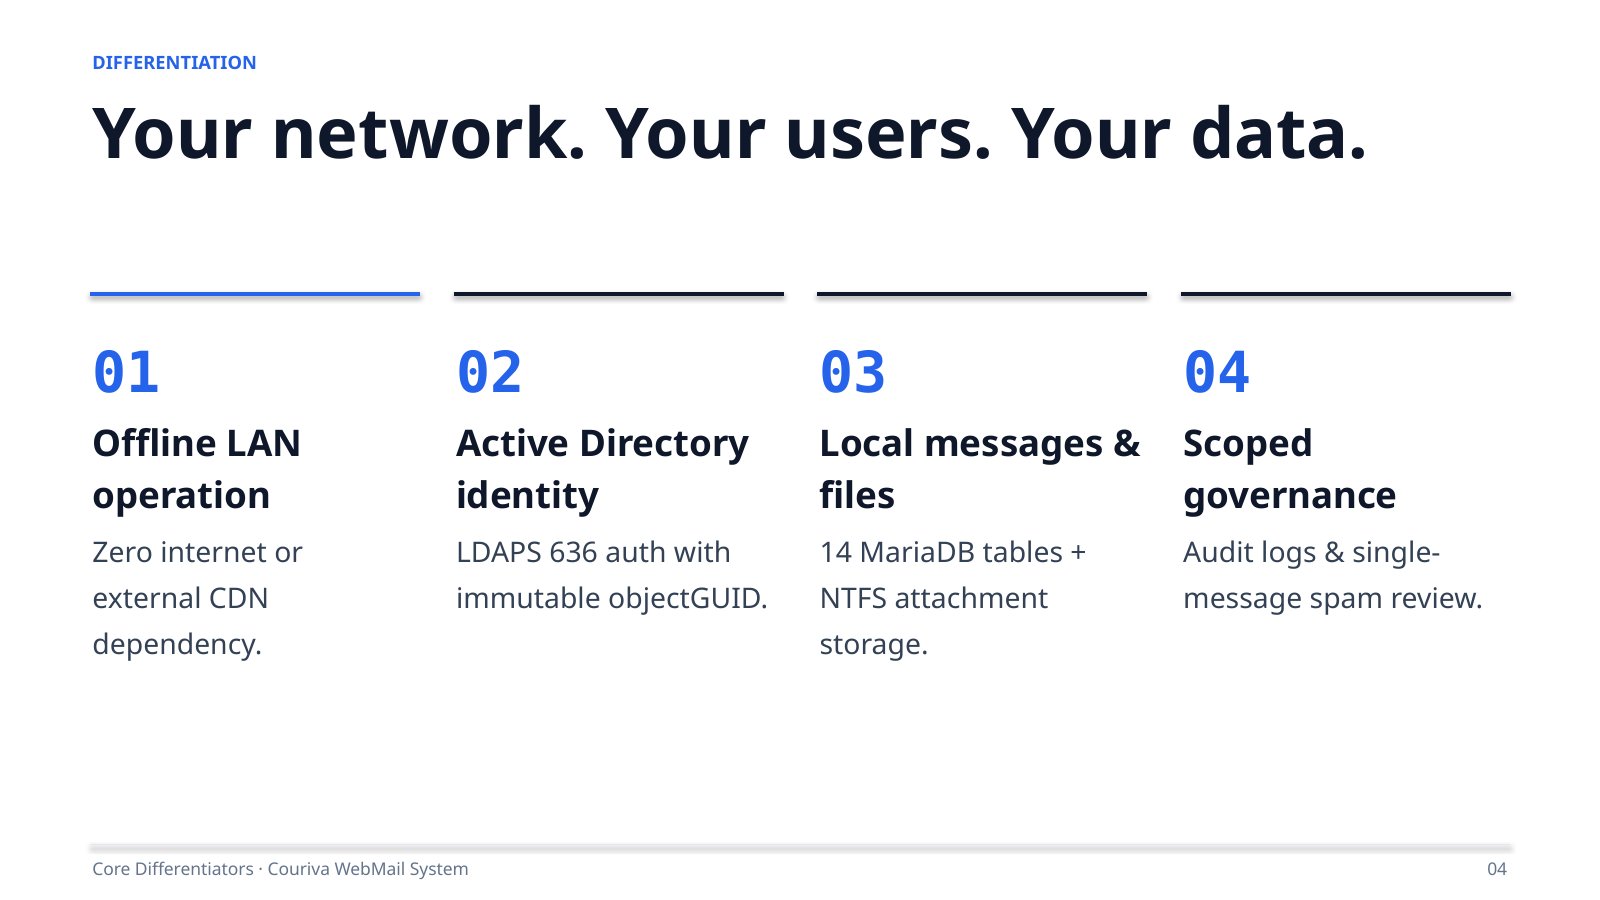 DIFFERENTIATION
Your network. Your users. Your data.
01
Offline LAN
operation
Zero internet or
external CDN
dependency.
02
Active Directory
identity
LDAPS 636 auth with
immutable objectGUID.
03
Local messages &
files
14 MariaDB tables +
NTFS attachment
storage.
04
Scoped
governance
Audit logs & single-
message spam review.
Core Differentiators · Couriva WebMail System
04